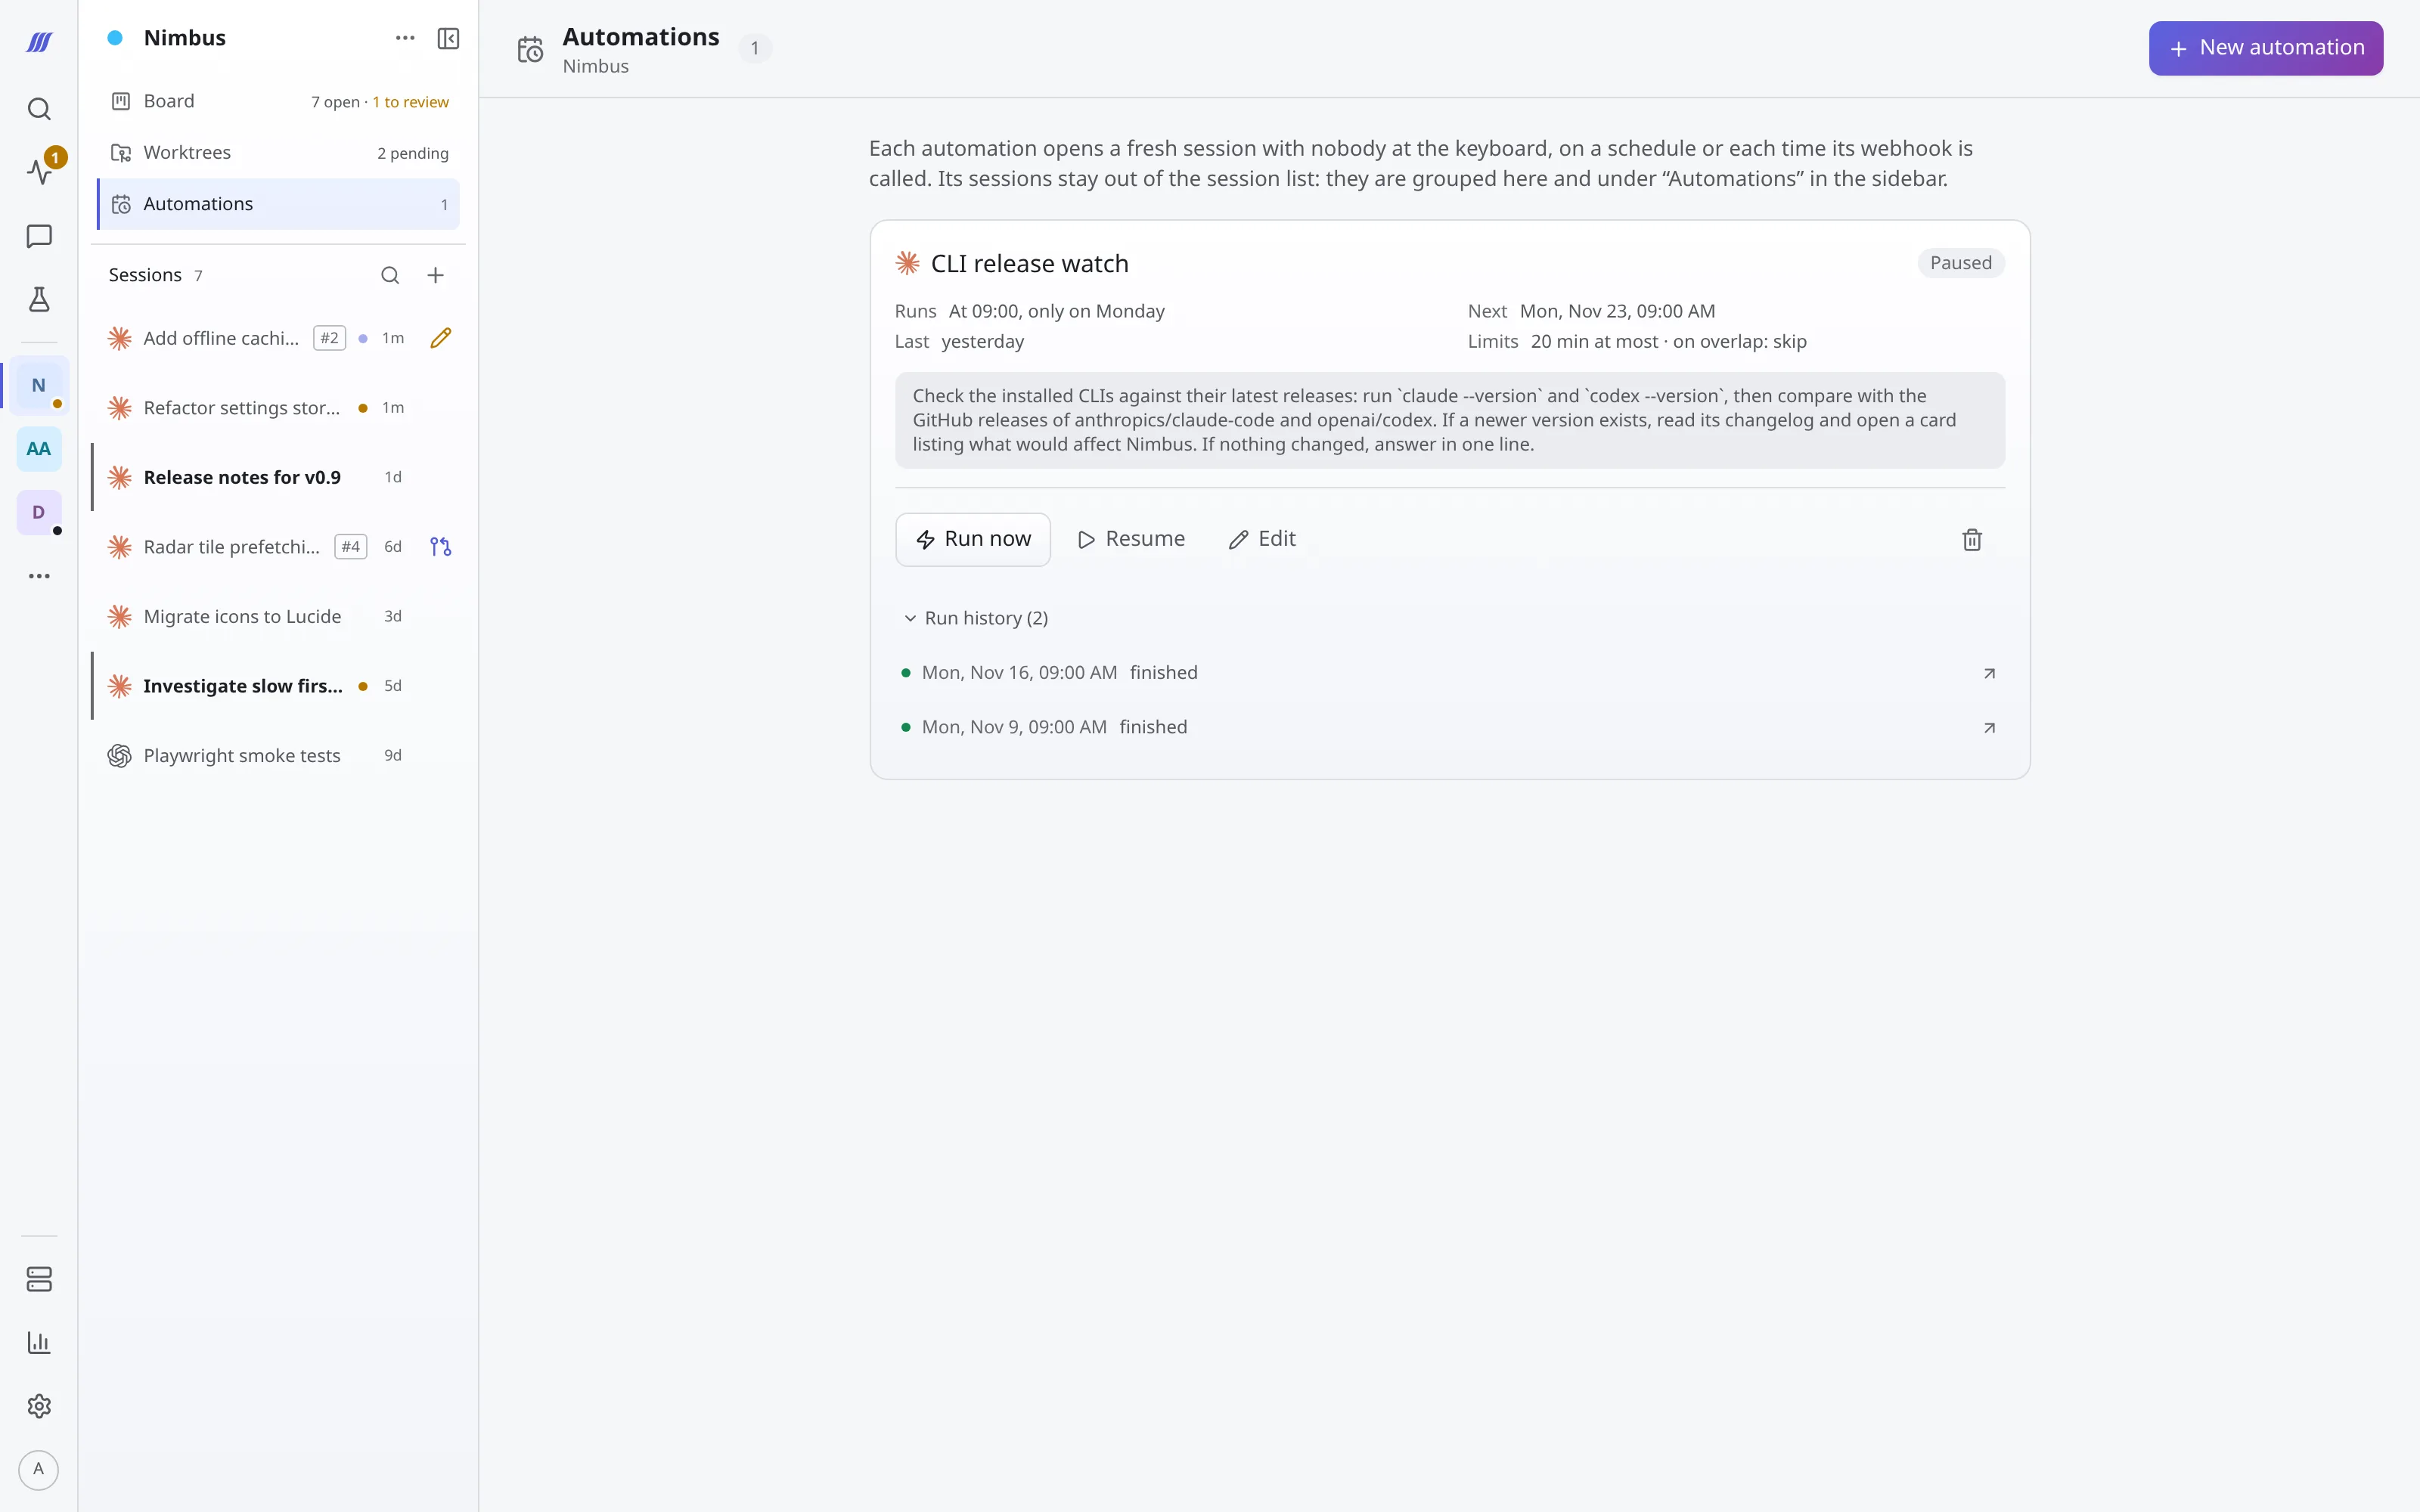 Nimbus
Board
7 open · 1 to review
Worktrees
2 pending
Automations
1
Sessions 7
Add offline cachi... #2 1m
Refactor settings stor... 1m
Release notes for v0.9 1d
Radar tile prefetchi... #4 6d
Migrate icons to Lucide 3d
Investigate slow firs... 5d
Playwright smoke tests 9d
1
N
AA
D
A
Automations 1
Nimbus
+ New automation
Each automation opens a fresh session with nobody at the keyboard, on a schedule or each time its webhook is
called. Its sessions stay out of the session list: they are grouped here and under “Automations” in the sidebar.
CLI release watch
Paused
Runs At 09:00, only on Monday
Next Mon, Nov 23, 09:00 AM
Last yesterday
Limits 20 min at most · on overlap: skip
Check the installed CLIs against their latest releases: run `claude --version` and `codex --version`, then compare with the
GitHub releases of anthropics/claude-code and openai/codex. If a newer version exists, read its changelog and open a card
listing what would affect Nimbus. If nothing changed, answer in one line.
Run now
Resume
Edit
Run history (2)
Mon, Nov 16, 09:00 AM finished
Mon, Nov 9, 09:00 AM finished